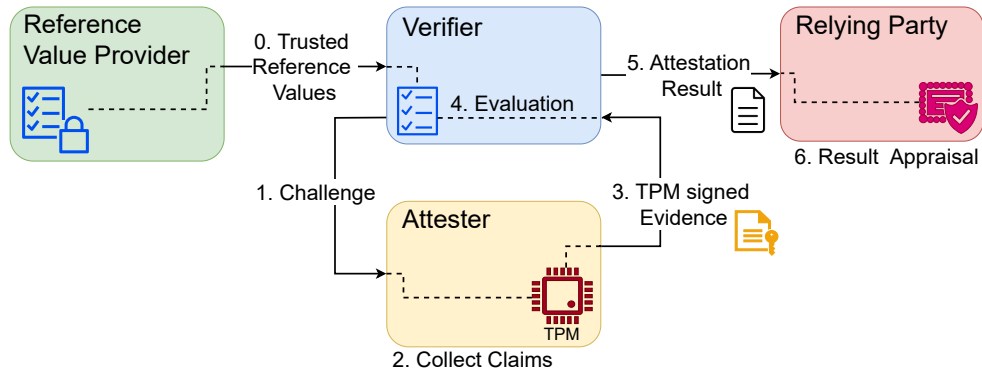 Reference
Value Provider
0. Trusted
Reference
Values
Verifier
4. Evaluation
5. Attestation
Result
Relying Party
6. Result Appraisal
1. Challenge
Attester
TPM
2. Collect Claims
3. TPM signed
Evidence